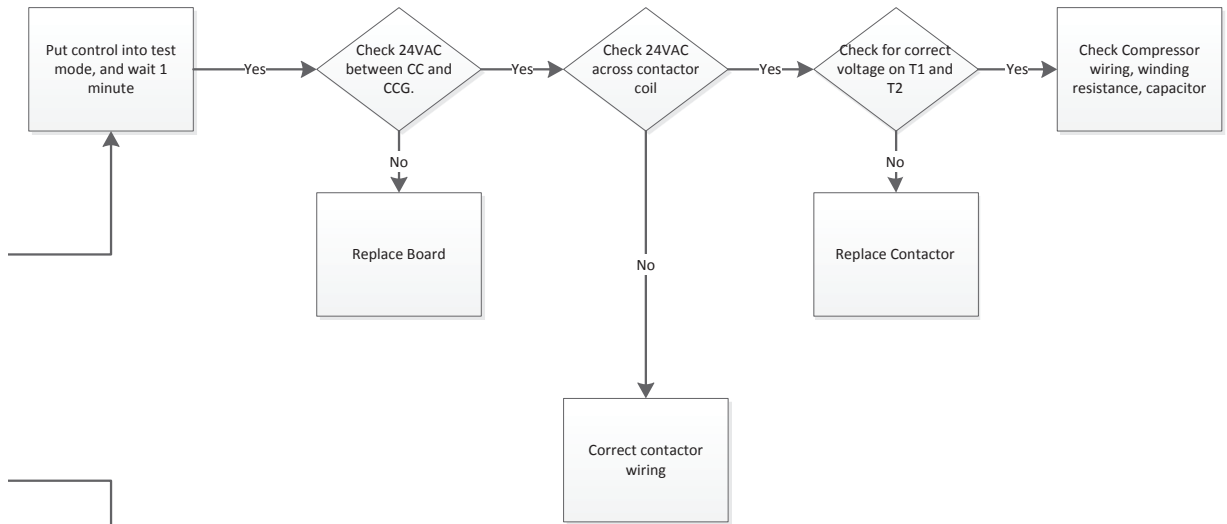 Put control into test
mode, and wait 1
minute
Yes
Check 24VAC
between CC and
CCG.
Yes
Check 24VAC
across contactor
coil
Yes
Check for correct
voltage on T1 and
T2
Yes
Check Compressor
wiring, winding
resistance, capacitor
No
Replace Board
No
Correct contactor
wiring
No
Replace Contactor